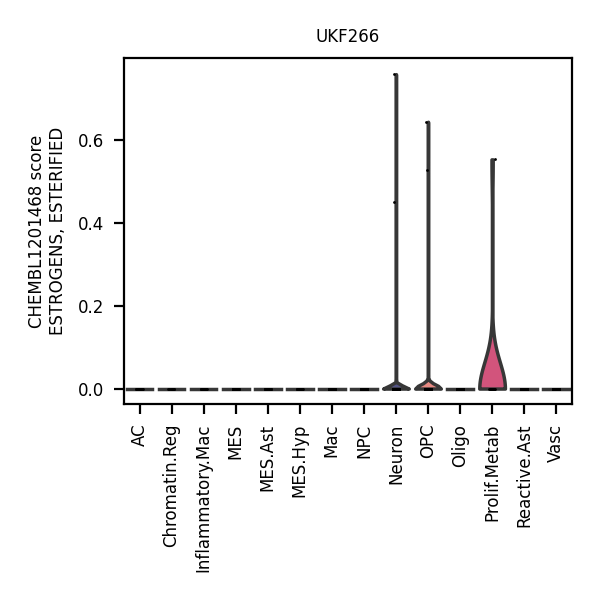 UKF266
CHEMBL1201468 score
ESTROGENS, ESTERIFIED
0.6
0.4
0.2
0.0
AC
Chromatin.Reg
Inflammatory.Mac
MES
MES.Ast
MES.Hyp
Mac
NPC
Neuron
OPC
Oligo
Prolif.Metab
Reactive.Ast
Vasc